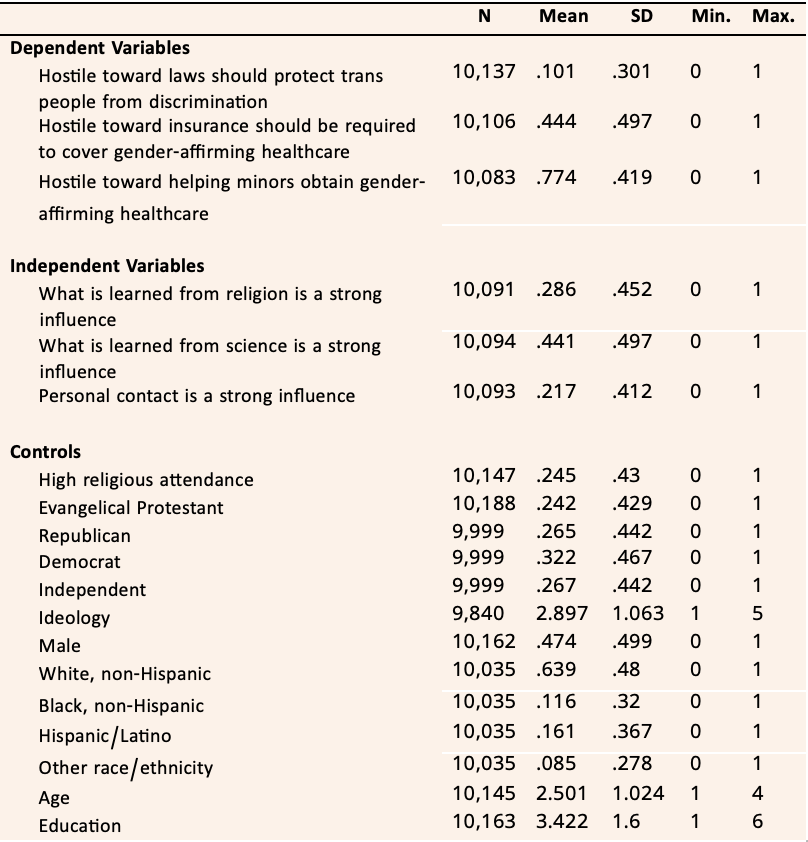 N Mean SD Min. Max.
Dependent Variables
Hostile toward laws should protect trans 10,137 .101 .301 0 1
people from discrimination
Hostile toward insurance should be required 10,106 .444 .497 0 1
to cover gender-affirming healthcare
Hostile toward helping minors obtain gender- 10,083 .774 .419 0 1
affirming healthcare
Independent Variables
What is learned from religion is a strong 10,091 .286 .452 0 1
influence
What is learned from science is a strong 10,094 .441 .497 0 1
influence
Personal contact is a strong influence 10,093 .217 .412 0 1
Controls
High religious attendance 10,147 .245 .43 0 1
Evangelical Protestant 10,188 .242 .429 0 1
Republican 9,999 .265 .442 0 1
Democrat 9,999 .322 .467 0 1
Independent 9,999 .267 .442 0 1
Ideology 9,840 2.897 1.063 1 5
Male 10,162 .474 .499 0 1
White, non-Hispanic 10,035 .639 .48 0 1
Black, non-Hispanic 10,035 .116 .32 0 1
Hispanic/Latino 10,035 .161 .367 0 1
Other race/ethnicity 10,035 .085 .278 0 1
Age 10,145 2.501 1.024 1 4
Education 10,163 3.422 1.6 1 6